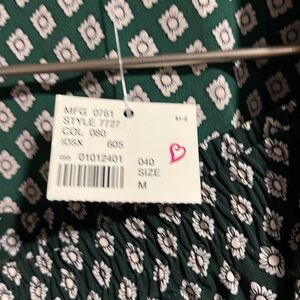 MFG 0761
STYLE 7727
COL 080
IDSX 605
01012401
040
SIZE
M